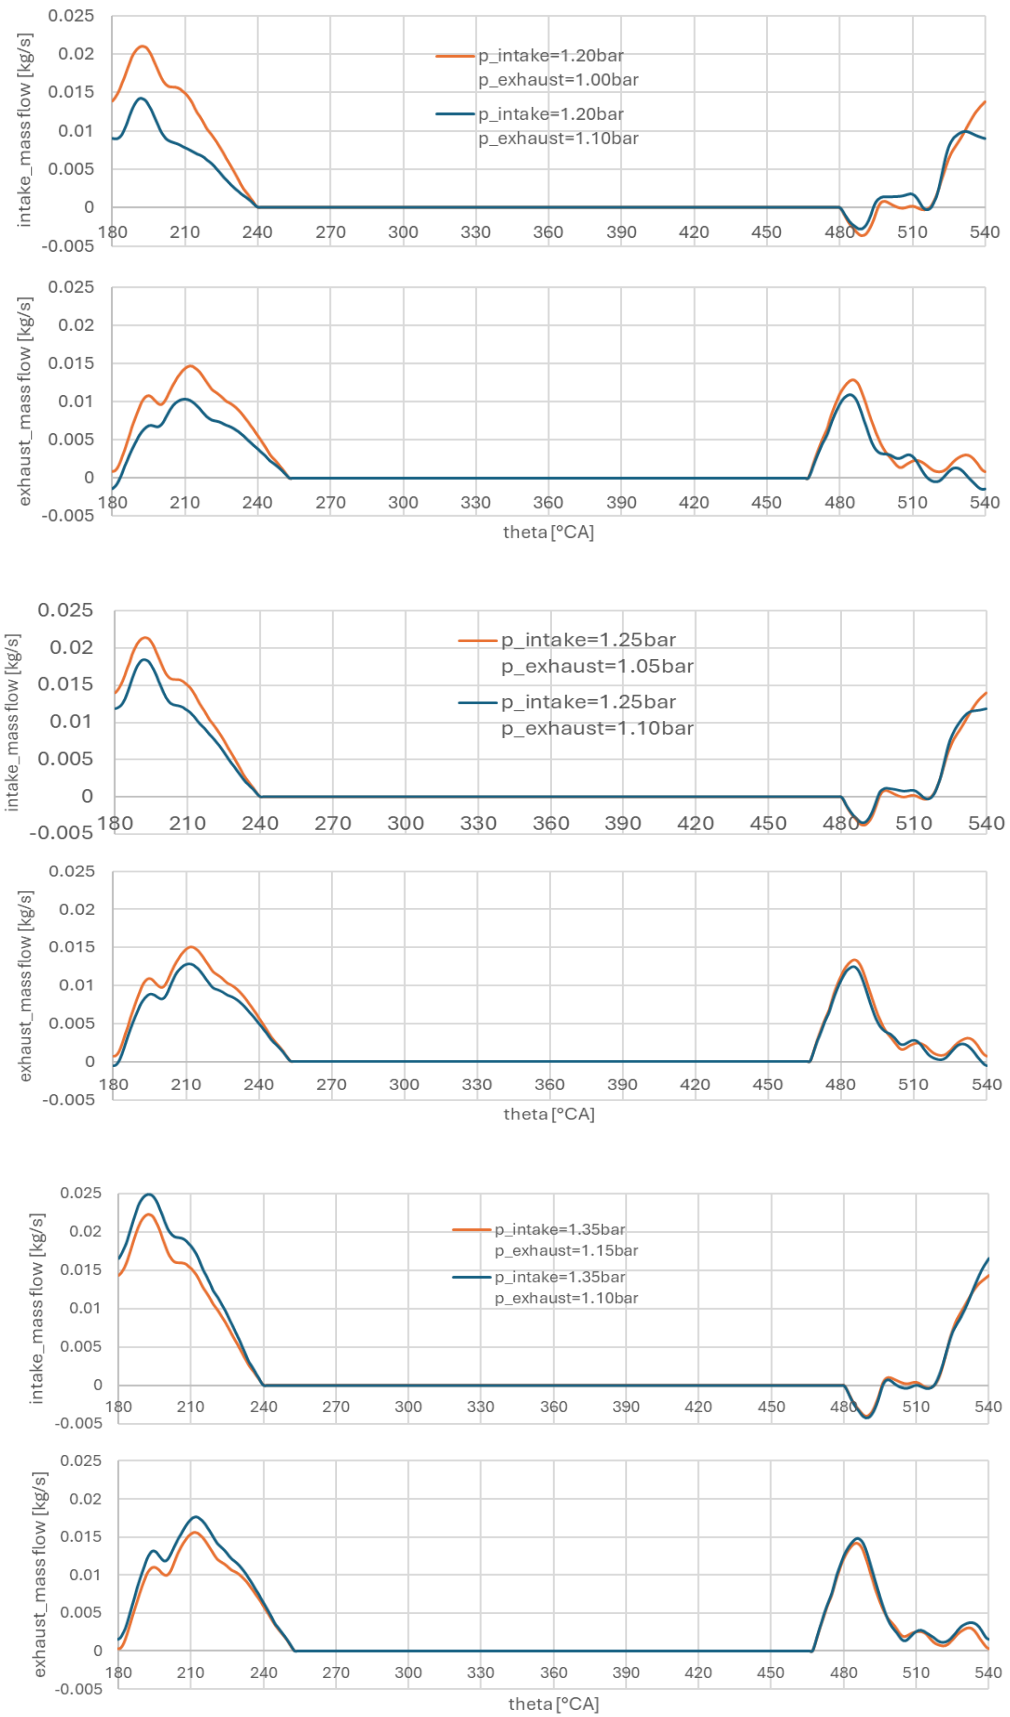 intake_mass flow [kg/s]
0.025
0.02
0.015
0.01
0.005
0
-0.005
180 210 240 270 300 330 360 390 420 450 480 510 540
p_intake=1.20bar
p_exhaust=1.00bar
p_intake=1.20bar
p_exhaust=1.10bar
exhaust_mass flow [kg/s]
0.025
0.02
0.015
0.01
0.005
0
-0.005
180 210 240 270 300 330 360 390 420 450 480 510 540
theta [°CA]
intake_mass flow [kg/s]
0.025
0.02
0.015
0.01
0.005
0
-0.005
180 210 240 270 300 330 360 390 420 450 480 510 540
p_intake=1.25bar
p_exhaust=1.05bar
p_intake=1.25bar
p_exhaust=1.10bar
exhaust_mass flow [kg/s]
0.025
0.02
0.015
0.01
0.005
0
-0.005
180 210 240 270 300 330 360 390 420 450 480 510 540
theta [°CA]
intake_mass flow [kg/s]
0.025
0.02
0.015
0.01
0.005
0
-0.005
180 210 240 270 300 330 360 390 420 450 480 510 540
p_intake=1.35bar
p_exhaust=1.15bar
p_intake=1.35bar
p_exhaust=1.10bar
exhaust_mass flow [kg/s]
0.025
0.02
0.015
0.01
0.005
0
-0.005
180 210 240 270 300 330 360 390 420 450 480 510 540
theta [°CA]